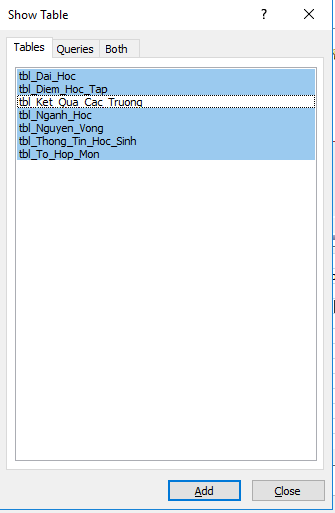 Show Table
?
Tables Queries Both
tbl_Dai_Hoc
tbl_Diem_Hoc_Tap
tbl_Ket_Qua_Cac_Truong
tbl_Nganh_Hoc
tbl_Nguyen_Vong
tbl_Thong_Tin_Hoc_Sinh
tbl_To_Hop_Mon
Add Close